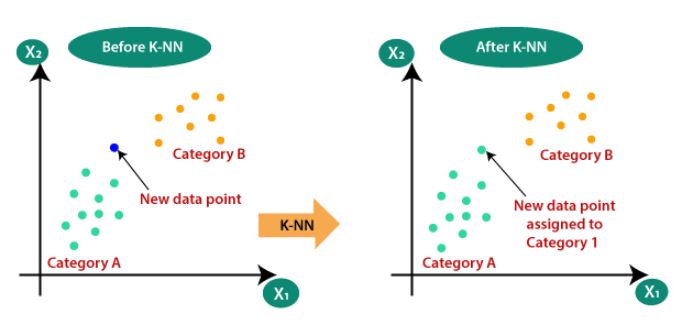 Before K-NN
X₂
Category B
New data point
Category A
X₁
K-NN
After K-NN
X₂
Category B
New data point
assigned to
Category 1
Category A
X₁